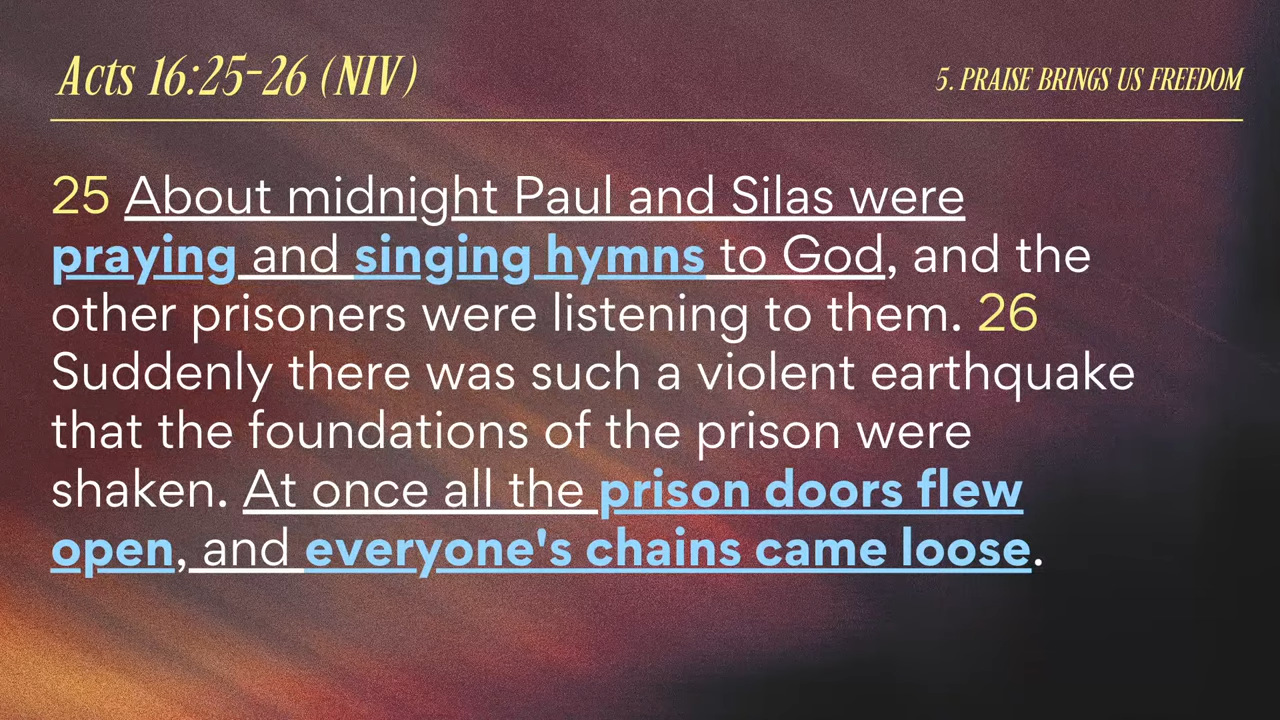 Acts 16:25-26 (NIV)
5. PRAISE BRINGS US FREEDOM
25 About midnight Paul and Silas were
praying and singing hymns to God, and the
other prisoners were listening to them. 26
Suddenly there was such a violent earthquake
that the foundations of the prison were
shaken. At once all the prison doors flew
open, and everyone's chains came loose.